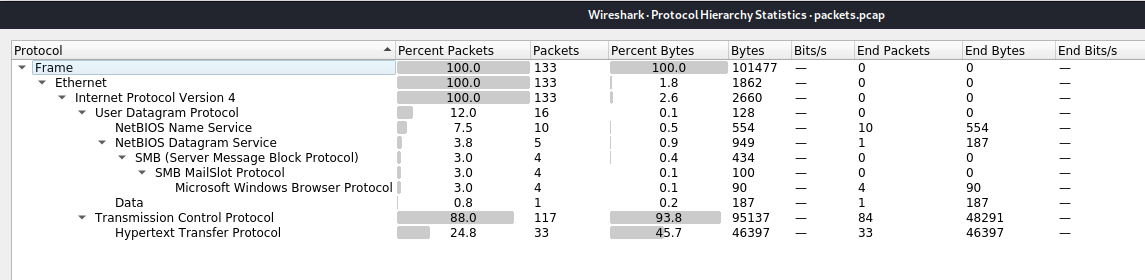 Wireshark · Protocol Hierarchy Statistics · packets.pcap
Protocol Percent Packets Packets Percent Bytes Bytes Bits/s End Packets End Bytes End Bits/s
Frame 100.0 133 100.0 101477 — 0 0 —
Ethernet 100.0 133 1.8 1862 — 0 0 —
Internet Protocol Version 4 100.0 133 2.6 2660 — 0 0 —
User Datagram Protocol 12.0 16 0.1 128 — 0 0 —
NetBIOS Name Service 7.5 10 0.5 554 — 10 554 —
NetBIOS Datagram Service 3.8 5 0.9 949 — 1 187 —
SMB (Server Message Block Protocol) 3.0 4 0.4 434 — 0 0 —
SMB MailSlot Protocol 3.0 4 0.1 100 — 0 0 —
Microsoft Windows Browser Protocol 3.0 4 0.1 90 — 4 90 —
Data 0.8 1 0.2 187 — 1 187 —
Transmission Control Protocol 88.0 117 93.8 95137 — 84 48291 —
Hypertext Transfer Protocol 24.8 33 45.7 46397 — 33 46397 —